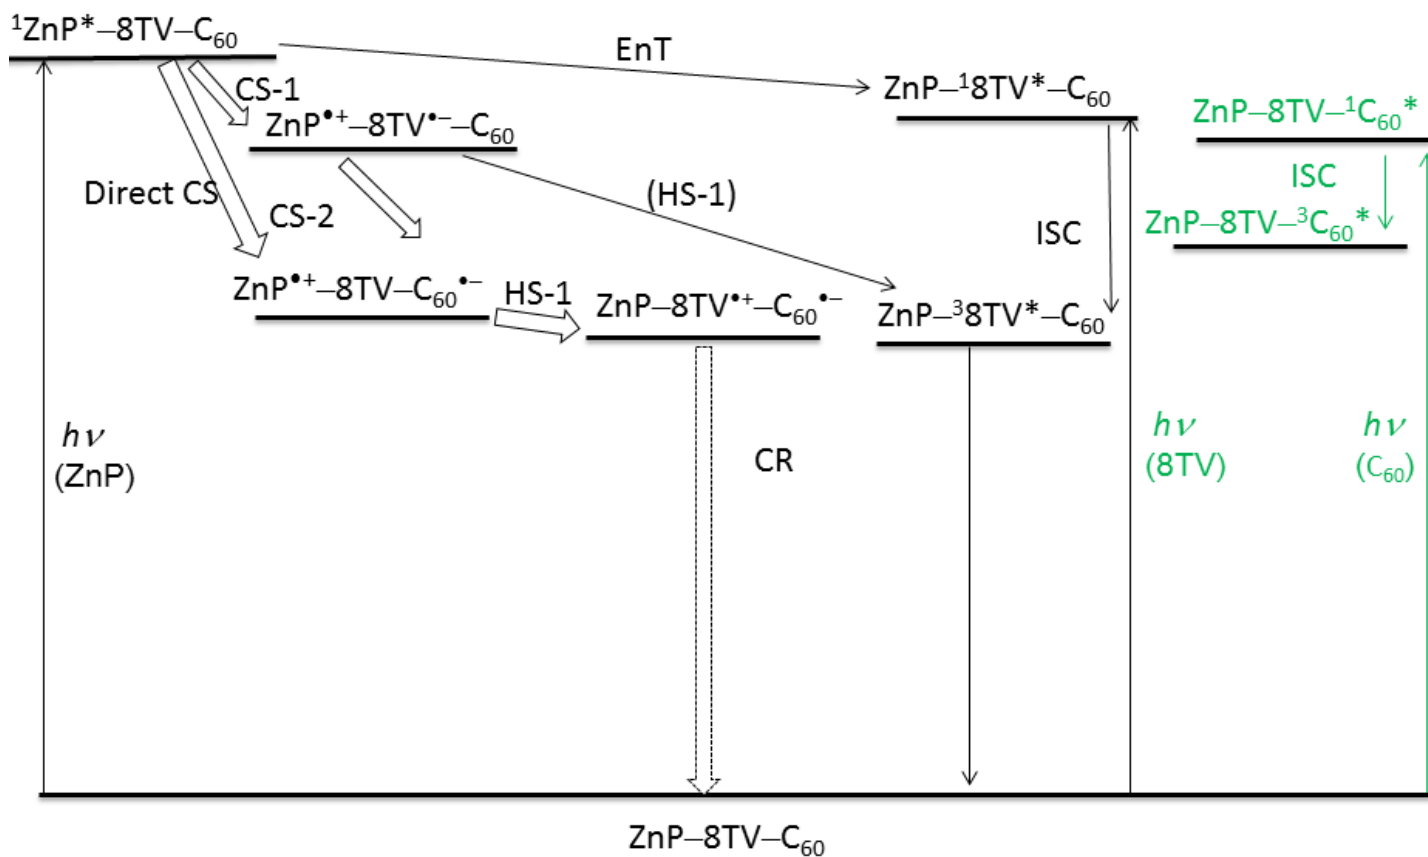 ¹ZnP*–8TV–C₆₀
EnT
CS-1
ZnP–¹8TV*–C₆₀
ZnP–8TV–¹C₆₀*
ZnP•⁺–8TV•⁻–C₆₀
ISC
Direct CS
(HS-1)
CS-2
ISC
ZnP–8TV–³C₆₀*
ZnP•⁺–8TV–C₆₀•⁻
HS-1
ZnP–8TV•⁺–C₆₀•⁻
ZnP–³8TV*–C₆₀
hν
(ZnP)
CR
hν
(8TV)
hν
(C₆₀)
ZnP–8TV–C₆₀